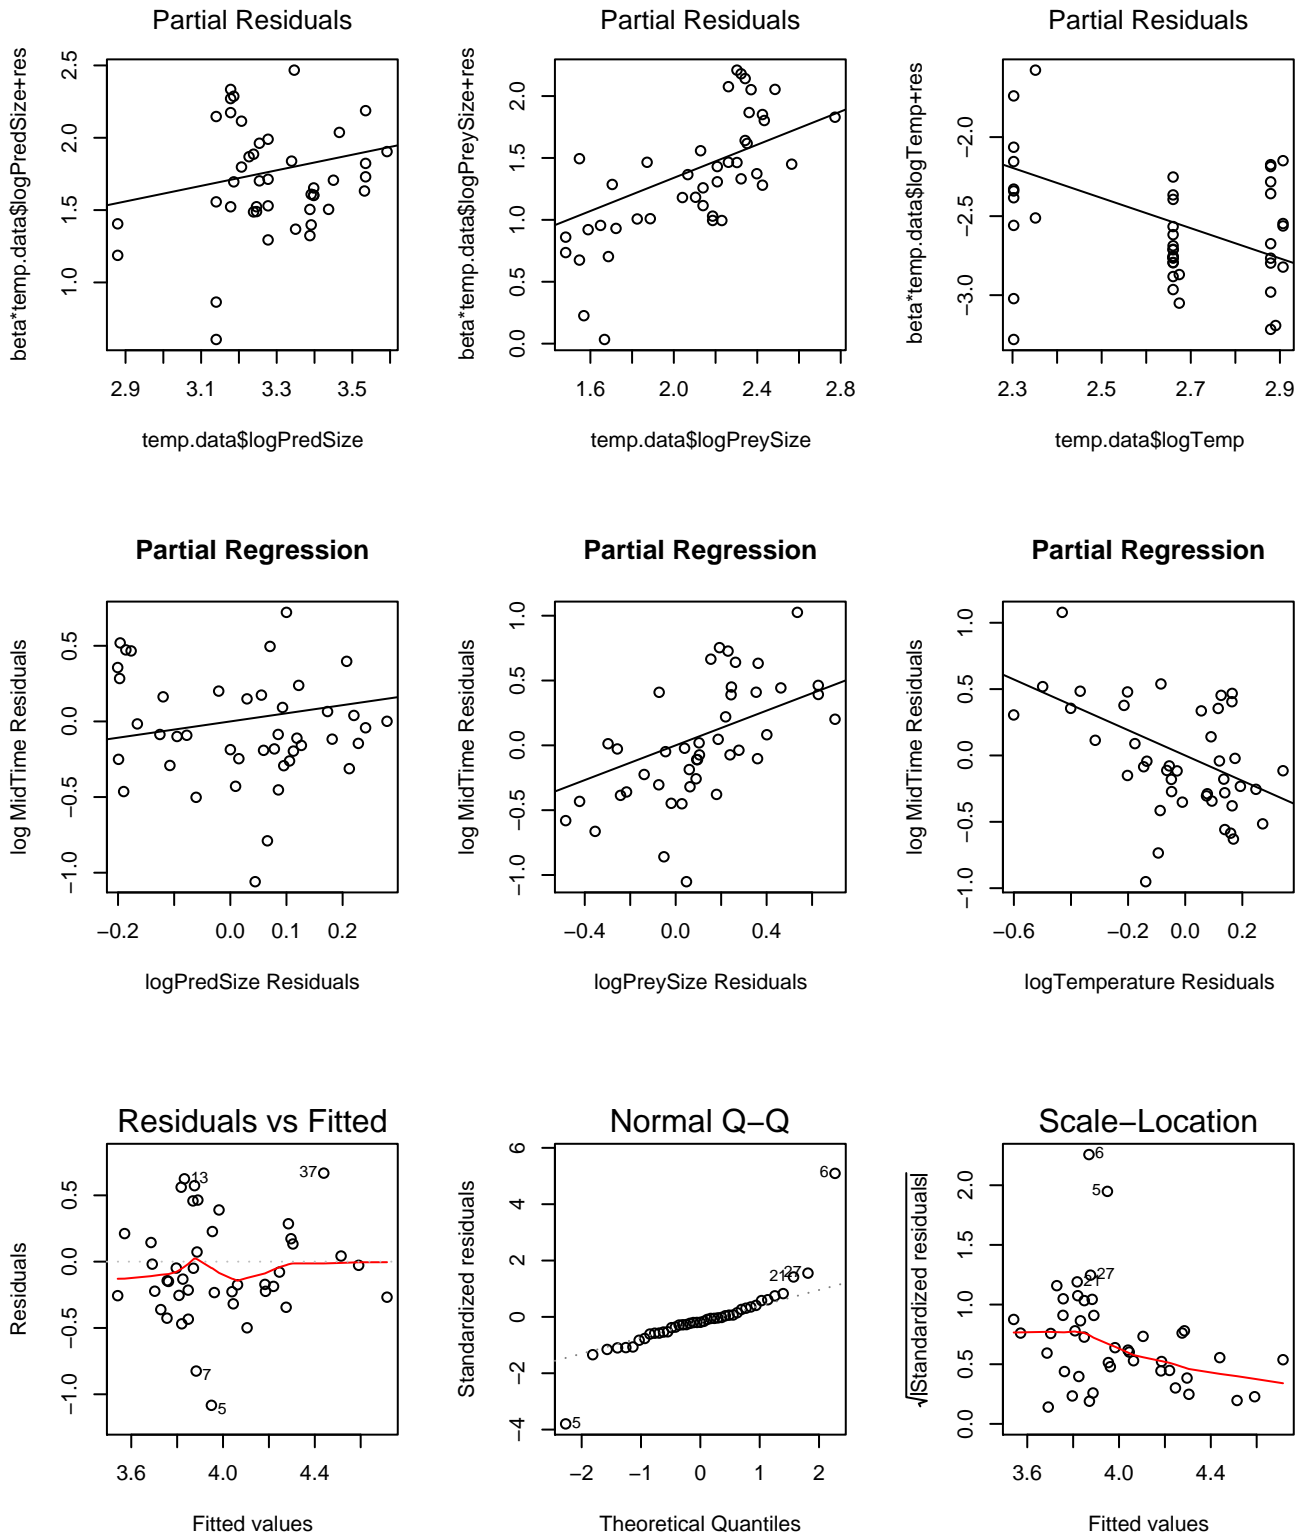 Partial Residuals
beta*temp.data$logPredSize+res
1.0 1.5 2.0 2.5
2.9 3.1 3.3 3.5
temp.data$logPredSize
Partial Residuals
beta*temp.data$logPreySize+res
0.0 0.5 1.0 1.5 2.0
1.6 2.0 2.4 2.8
temp.data$logPreySize
Partial Residuals
beta*temp.data$logTemp+res
−3.0 −2.5 −2.0
2.3 2.5 2.7 2.9
temp.data$logTemp
Partial Regression
log MidTime Residuals
−1.0 −0.5 0.0 0.5
−0.2 0.0 0.1 0.2
logPredSize Residuals
Partial Regression
log MidTime Residuals
−1.0 −0.5 0.0 0.5 1.0
−0.4 0.0 0.4
logPreySize Residuals
Partial Regression
log MidTime Residuals
−1.0 −0.5 0.0 0.5 1.0
−0.6 −0.2 0.0 0.2
logTemperature Residuals
Residuals vs Fitted
Residuals
−1.0 −0.5 0.0 0.5
13
37
7
5
3.6 4.0 4.4
Fitted values
Normal Q−Q
Standardized residuals
−4 −2 0 2 4 6
6
21
27
5
−2 −1 0 1 2
Theoretical Quantiles
Scale−Location
√|Standardized residuals|
0.0 0.5 1.0 1.5 2.0
6
5
27
21
3.6 4.0 4.4
Fitted values